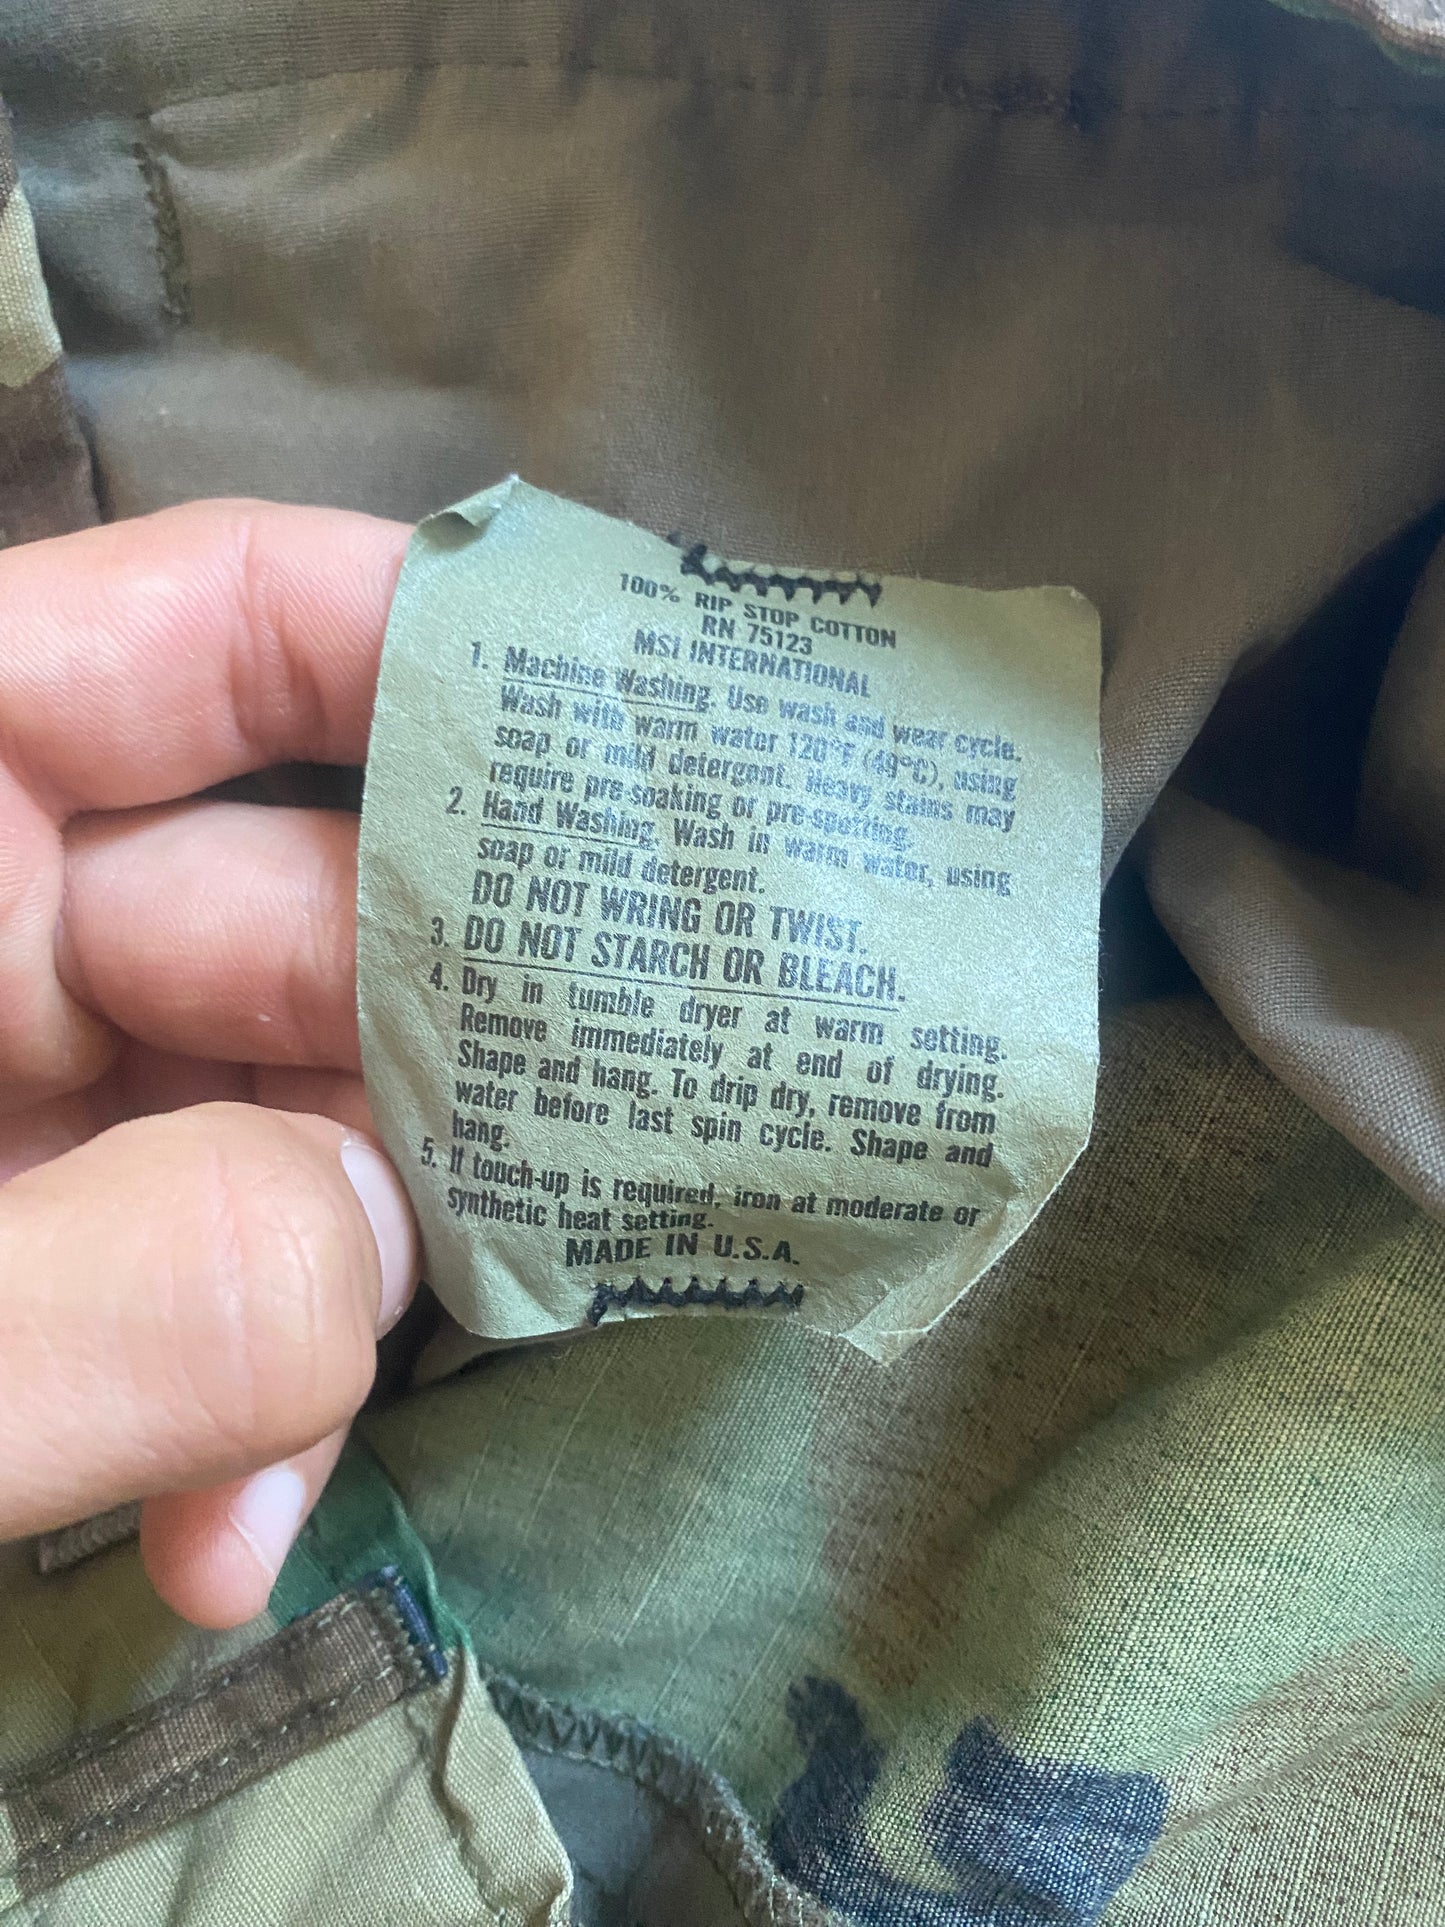 100% RIP STOP COTTON
RN 75123
MSI INTERNATIONAL
1. Machine Washing. Use wash and wear cycle.
Wash with warm water 120°F (49°C), using
soap or mild detergent. Heavy stains may
require pre-soaking or pre-spotting.
2. Hand Washing. Wash in warm water, using
soap or mild detergent.
DO NOT WRING OR TWIST.
3. DO NOT STARCH OR BLEACH.
4. Dry in tumble dryer at warm setting.
Remove immediately at end of drying.
Shape and hang. To drip dry, remove from
water before last spin cycle. Shape and
hang.
5. If touch-up is required, iron at moderate or
synthetic heat setting.
MADE IN U.S.A.